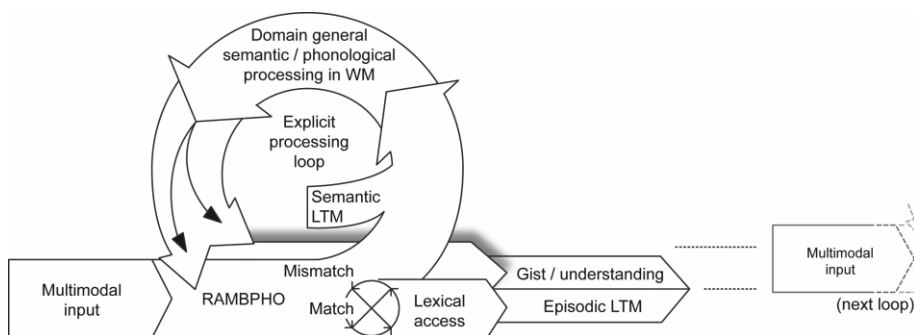 Domain general
semantic / phonological
processing in WM
Explicit
processing
loop
Semantic
LTM
Mismatch
Multimodal
input
RAMBPHO
Match
Lexical
access
Gist / understanding
Episodic LTM
Multimodal
input
(next loop)